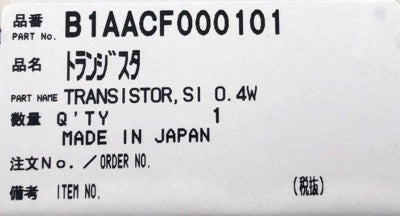 品番 B1AACF000101
PART No.
品名 トランジスタ
PART NAME TRANSISTOR,SI 0.4W
数量 Q'TY 1
MADE IN JAPAN
注文No./ORDER NO.
備考 ITEM NO. (税抜)